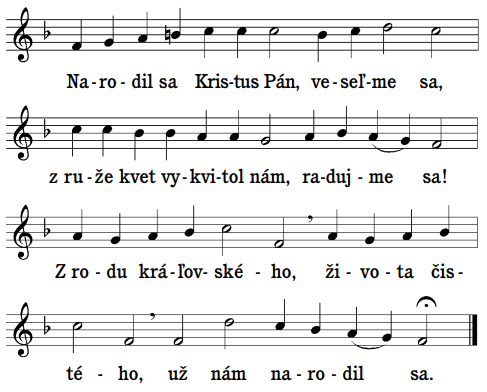 Na-ro-dil sa Kris-tus Pán, ve-seľ-me sa,
z ru-že kvet vy-kvi-tol nám, ra-duj-me sa!
Z ro-du krá-ľov-ské-ho, ži-vo-ta čis-
té-ho, už nám na-ro-dil sa.